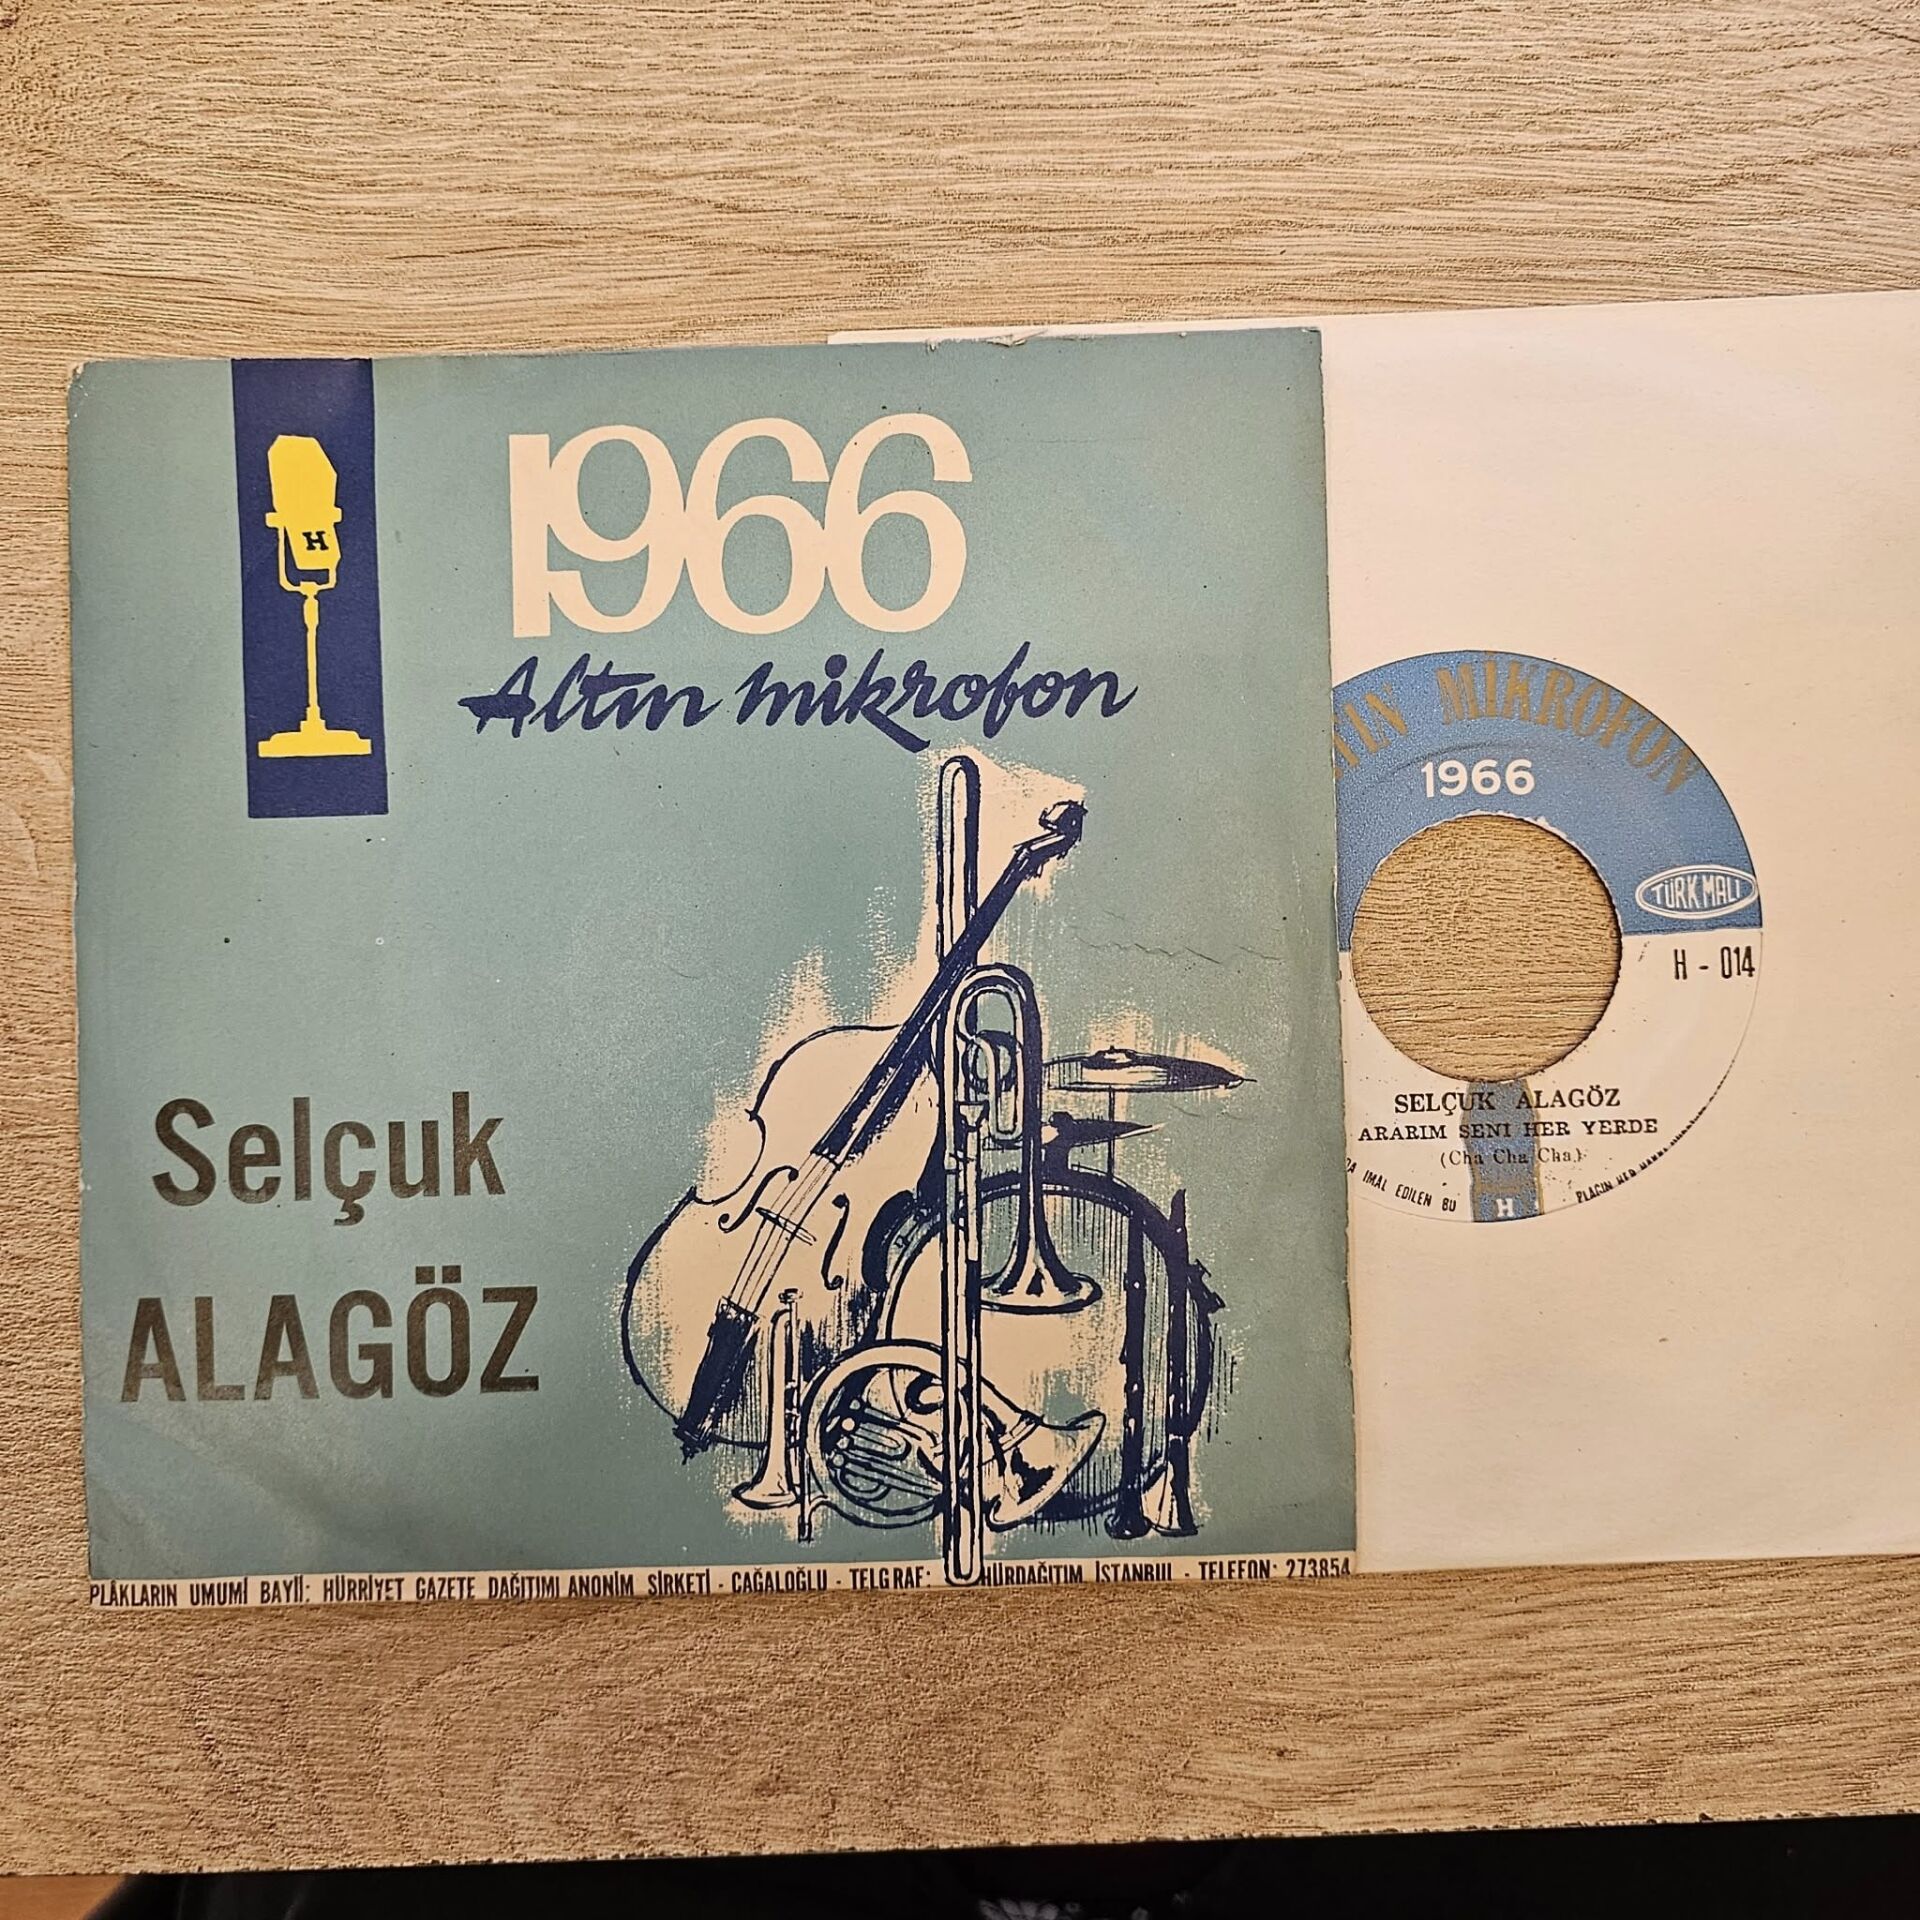 H
1966
Altın mikrofon
Selçuk
ALAGÖZ
PLÂKLARIN UMUMİ BAYİİ: HÜRRİYET GAZETE DAĞITIMI ANONİM ŞİRKETİ - CAĞALOĞLU - TELGRAF: HÜRDAĞITIM İSTANBUL - TELEFON: 273854
MİKROFON
1966
TÜRK MALI
H - 014
SELÇUK ALAGÖZ
ARARIM SENİ HER YERDE
(Cha Cha Cha)
İMAL EDİLEN BU
PLAĞIN HER
H